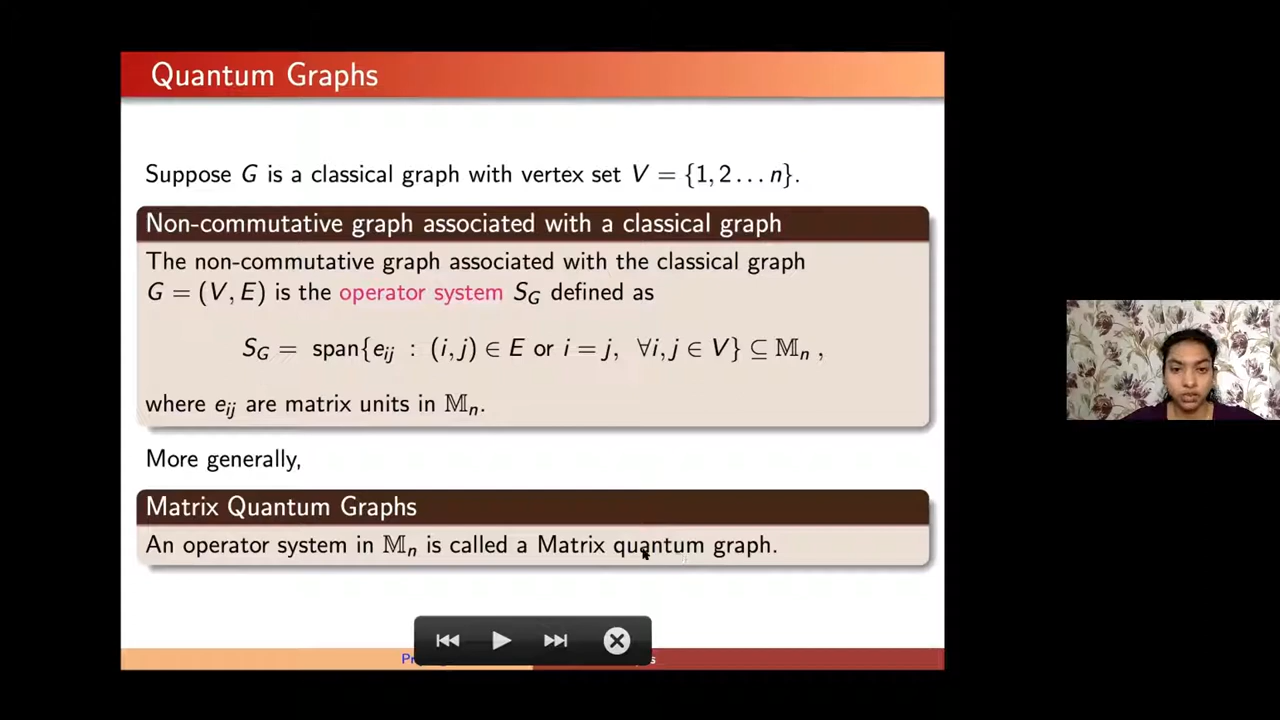 Quantum Graphs
Suppose G is a classical graph with vertex set V = {1, 2 … n}.
Non-commutative graph associated with a classical graph
The non-commutative graph associated with the classical graph
G = (V, E) is the operator system S_G defined as
S_G = span{e_ij : (i, j) ∈ E or i = j, ∀i, j ∈ V} ⊆ 𝕄_n ,
where e_ij are matrix units in 𝕄_n.
More generally,
Matrix Quantum Graphs
An operator system in 𝕄_n is called a Matrix quantum graph.